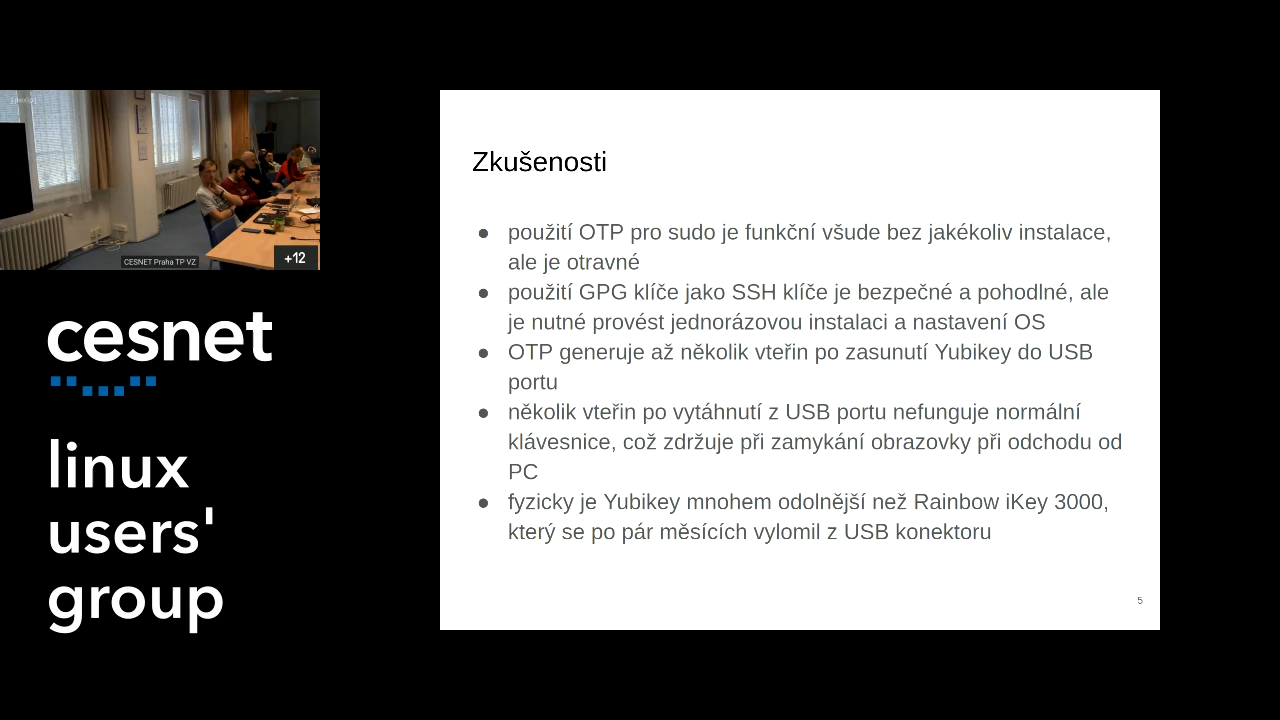 CESNET Praha TP VZ
+12
cesnet
linux
users'
group
Zkušenosti
● použití OTP pro sudo je funkční všude bez jakékoliv instalace,
ale je otravné
● použití GPG klíče jako SSH klíče je bezpečné a pohodlné, ale
je nutné provést jednorázovou instalaci a nastavení OS
● OTP generuje až několik vteřin po zasunutí Yubikey do USB
portu
● několik vteřin po vytáhnutí z USB portu nefunguje normální
klávesnice, což zdržuje při zamykání obrazovky při odchodu od
PC
● fyzicky je Yubikey mnohem odolnější než Rainbow iKey 3000,
který se po pár měsících vylomil z USB konektoru
5